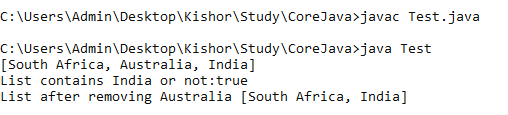 C:\Users\Admin\Desktop\Kishor\Study\CoreJava>javac Test.java
C:\Users\Admin\Desktop\Kishor\Study\CoreJava>java Test
[South Africa, Australia, India]
List contains India or not:true
List after removing Australia [South Africa, India]